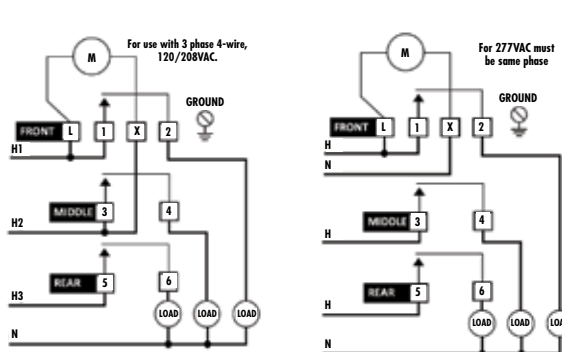 M
For use with 3 phase 4-wire,
120/208VAC.
GROUND
FRONT L 1 X 2
H1
MIDDLE 3 4
H2
REAR 5 6
H3
LOAD LOAD LOAD
N
M
For 277VAC must
be same phase
GROUND
FRONT L 1 X 2
H
N
MIDDLE 3 4
H
REAR 5 6
H
LOAD LOAD
N